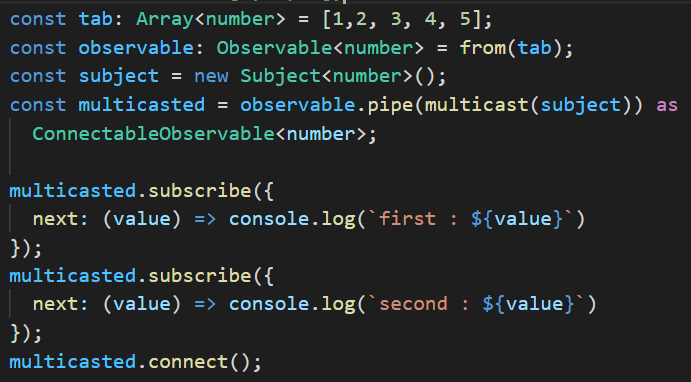 const tab: Array<number> = [1,2, 3, 4, 5];
const observable: Observable<number> = from(tab);
const subject = new Subject<number>();
const multicasted = observable.pipe(multicast(subject)) as
  ConnectableObservable<number>;

multicasted.subscribe({
  next: (value) => console.log(`first : ${value}`)
});
multicasted.subscribe({
  next: (value) => console.log(`second : ${value}`)
});
multicasted.connect();